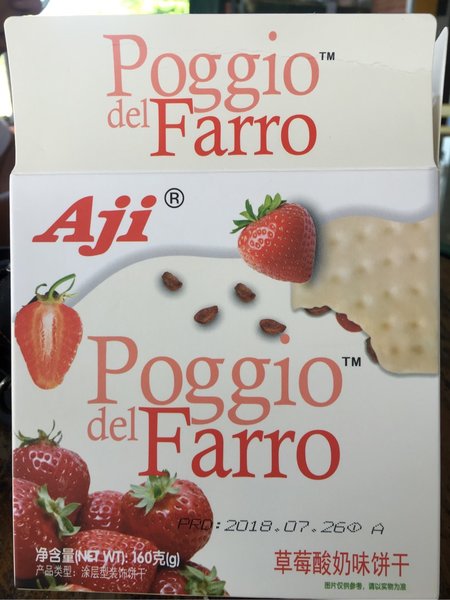 Poggio™
del Farro
Aji®
Poggio™
del Farro
PRD:2018.07.26① A
净含量(NET WT): 160克(g)
产品类型: 涂层型装饰饼干
草莓酸奶味饼干
图片仅供参考, 请以实物为准